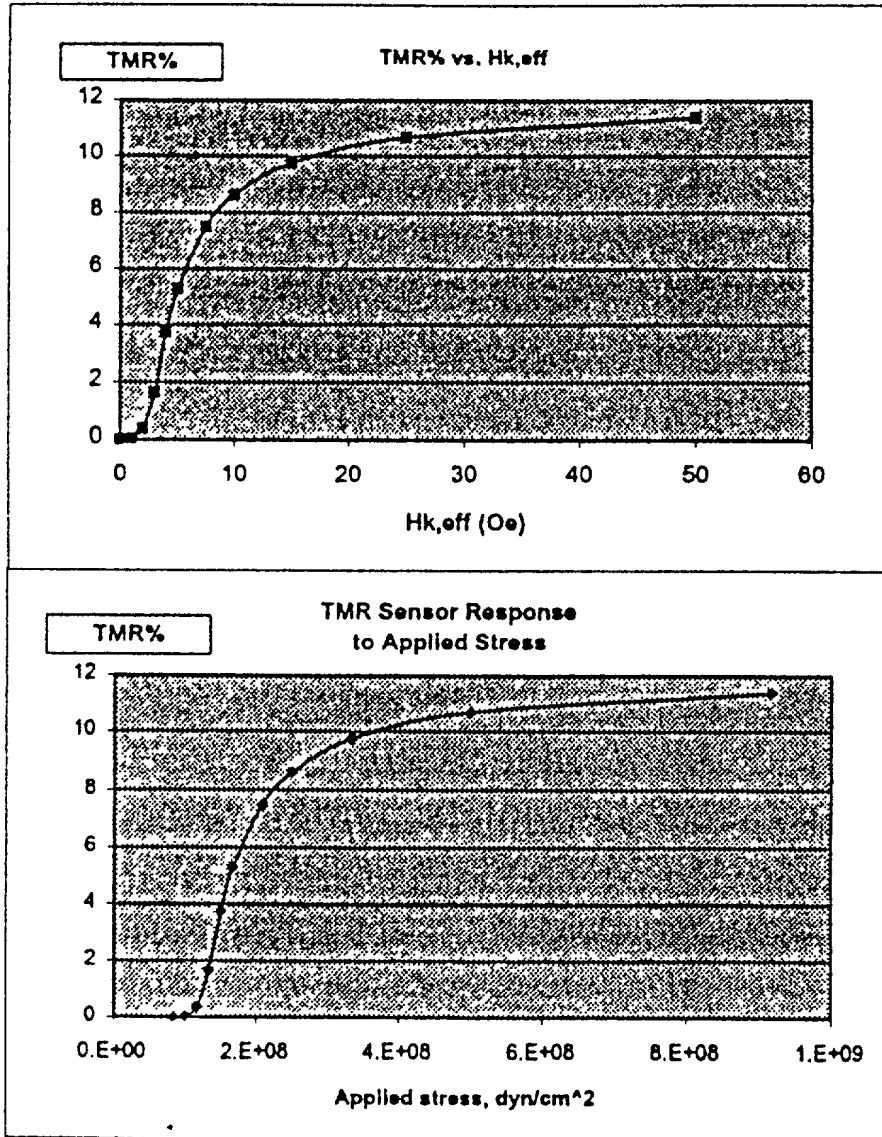 TMR%
TMR% vs. Hk,eff
12
10
8
6
4
2
0
0 10 20 30 40 50 60
Hk,eff (Oe)
TMR%
TMR Sensor Response
to Applied Stress
12
10
8
6
4
2
0
0.E+00 2.E+08 4.E+08 6.E+08 8.E+08 1.E+09
Applied stress, dyn/cm^2